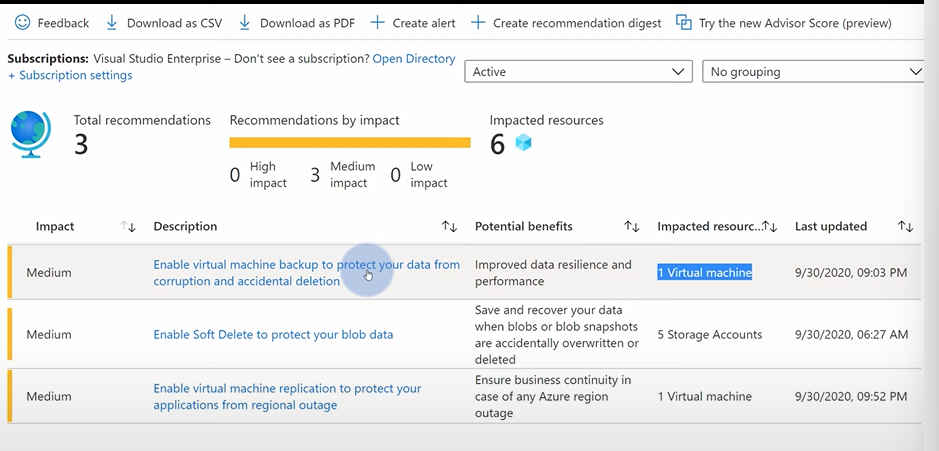 Feedback Download as CSV Download as PDF Create alert Create recommendation digest Try the new Advisor Score (preview)
Subscriptions: Visual Studio Enterprise – Don't see a subscription? Open Directory
+ Subscription settings
Active
No grouping
Total recommendations
3
Recommendations by impact
0 High impact
3 Medium impact
0 Low impact
Impacted resources
6
Impact Description Potential benefits Impacted resourc... Last updated
Medium
Enable virtual machine backup to protect your data from
corruption and accidental deletion
Improved data resilience and
performance
1 Virtual machine
9/30/2020, 09:03 PM
Medium
Enable Soft Delete to protect your blob data
Save and recover your data
when blobs or blob snapshots
are accidentally overwritten or
deleted
5 Storage Accounts
9/30/2020, 06:27 AM
Medium
Enable virtual machine replication to protect your
applications from regional outage
Ensure business continuity in
case of any Azure region
outage
1 Virtual machine
9/30/2020, 09:52 PM